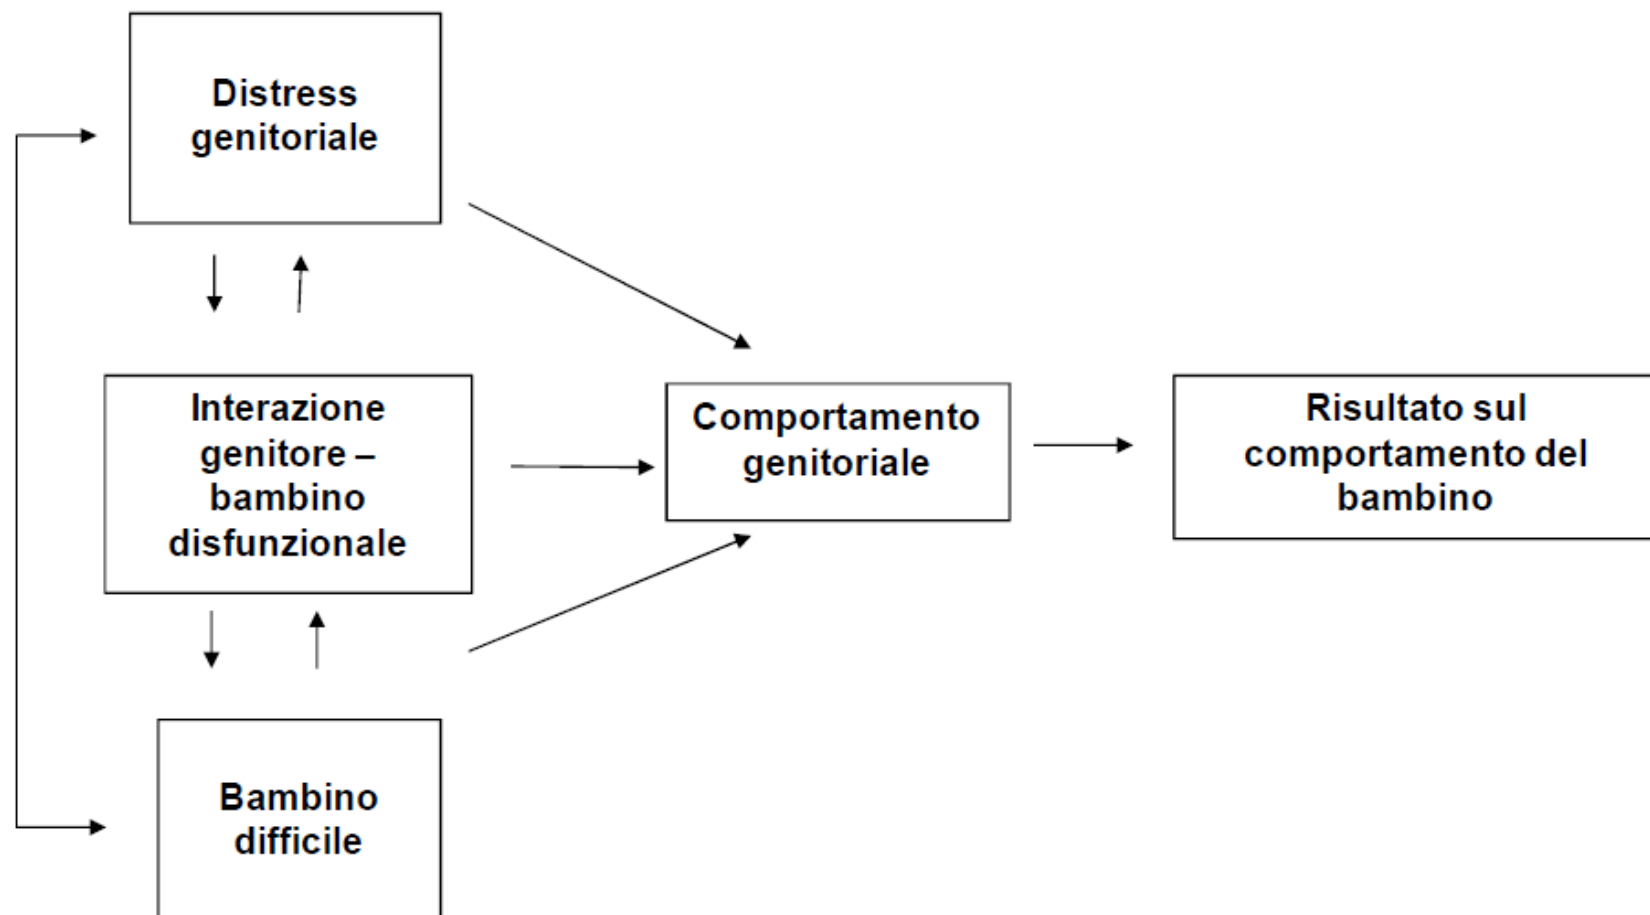 Distress
genitoriale
Interazione
genitore –
bambino
disfunzionale
Comportamento
genitoriale
Risultato sul
comportamento del
bambino
Bambino
difficile